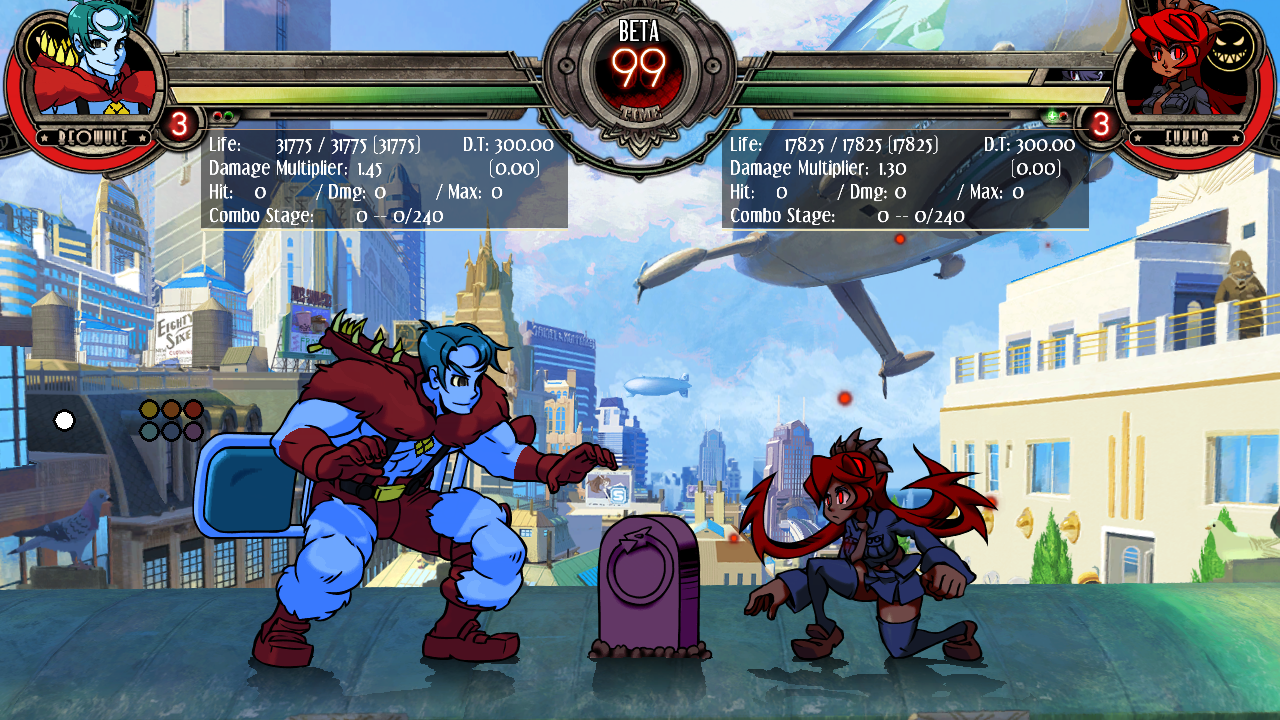 BETA
99
TIME
3
3
BEOWULF
FUKUA
Life: 31775 / 31775 (31775) D.T: 300.00
Damage Multiplier: 1.45 (0.00)
Hit: 0 / Dmg: 0 / Max: 0
Combo Stage: 0 -- 0/240
Life: 17825 / 17825 (17825) D.T: 300.00
Damage Multiplier: 1.30 (0.00)
Hit: 0 / Dmg: 0 / Max: 0
Combo Stage: 0 -- 0/240
EIGHTY
SIX
S